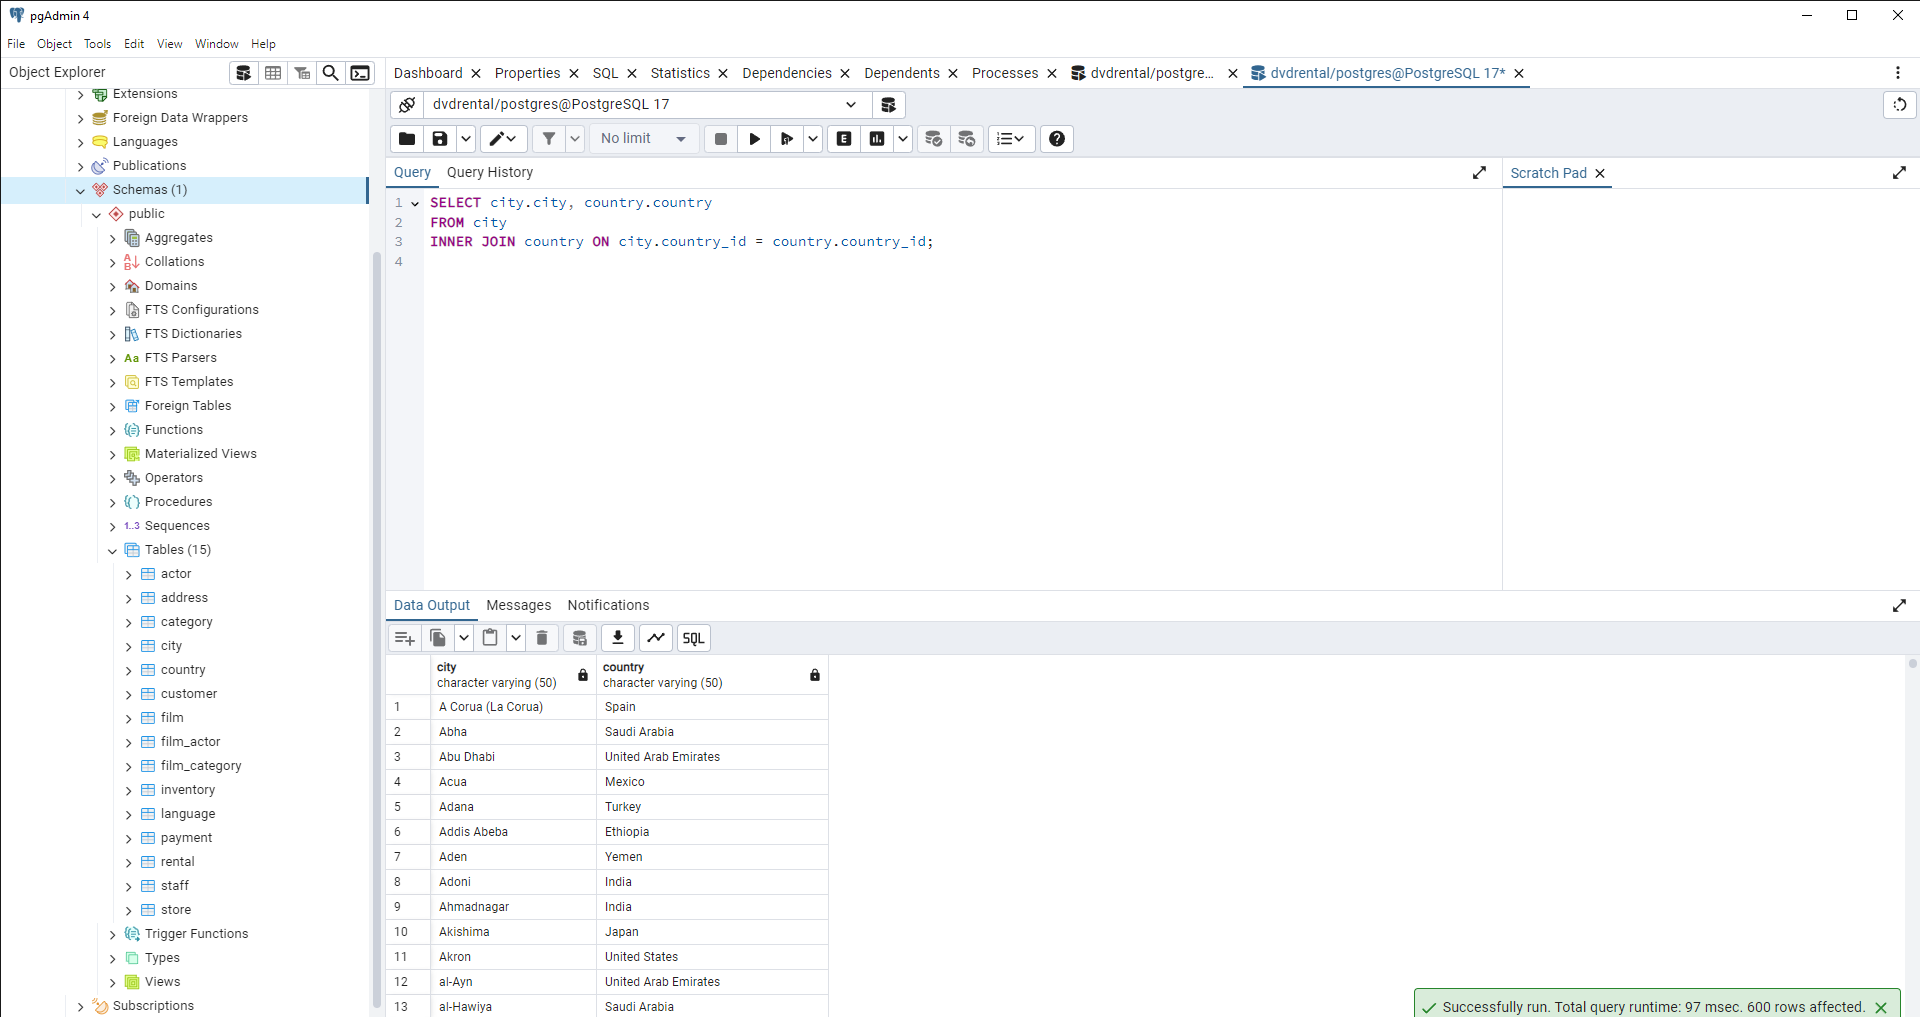 pgAdmin 4
File Object Tools Edit View Window Help
Object Explorer
Dashboard Properties SQL Statistics Dependencies Dependents Processes dvdrental/postgre... dvdrental/postgres@PostgreSQL 17*
Extensions
Foreign Data Wrappers
Languages
Publications
Schemas (1)
public
Aggregates
Collations
Domains
FTS Configurations
FTS Dictionaries
Aa FTS Parsers
FTS Templates
Foreign Tables
Functions
Materialized Views
Operators
Procedures
1..3 Sequences
Tables (15)
actor
address
category
city
country
customer
film
film_actor
film_category
inventory
language
payment
rental
staff
store
Trigger Functions
Types
Views
Subscriptions
dvdrental/postgres@PostgreSQL 17
No limit E
Query Query History
Scratch Pad
1 SELECT city.city, country.country
2 FROM city
3 INNER JOIN country ON city.country_id = country.country_id;
4
Data Output Messages Notifications
SQL
city country
character varying (50) character varying (50)
1 A Corua (La Corua) Spain
2 Abha Saudi Arabia
3 Abu Dhabi United Arab Emirates
4 Acua Mexico
5 Adana Turkey
6 Addis Abeba Ethiopia
7 Aden Yemen
8 Adoni India
9 Ahmadnagar India
10 Akishima Japan
11 Akron United States
12 al-Ayn United Arab Emirates
13 al-Hawiya Saudi Arabia
Successfully run. Total query runtime: 97 msec. 600 rows affected.